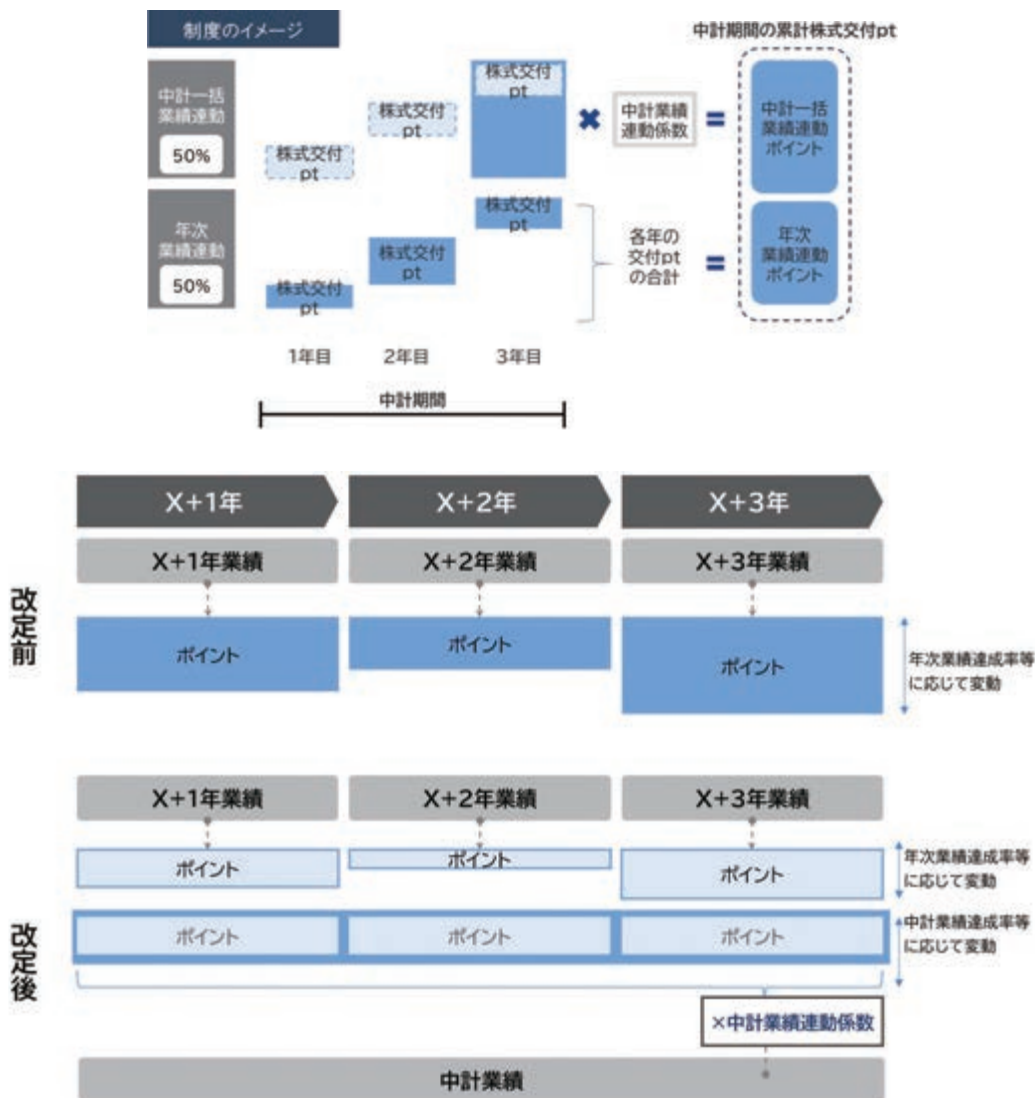 制度のイメージ
中計期間の累計株式交付pt
中計一括
業績連動
50%
株式交付
pt
株式交付
pt
株式交付
pt
中計業績
連動係数
=
中計一括
業績連動
ポイント
年次
業績連動
50%
株式交付
pt
株式交付
pt
株式交付
pt
各年の
交付pt
の合計
=
年次
業績連動
ポイント
1年目
2年目
3年目
中計期間
X+1年
X+2年
X+3年
改定前
X+1年業績
X+2年業績
X+3年業績
ポイント
ポイント
ポイント
年次業績達成率等
に応じて変動
改定後
X+1年業績
X+2年業績
X+3年業績
ポイント
ポイント
ポイント
年次業績達成率等
に応じて変動
ポイント
ポイント
ポイント
中計業績達成率等
に応じて変動
×中計業績連動係数
中計業績